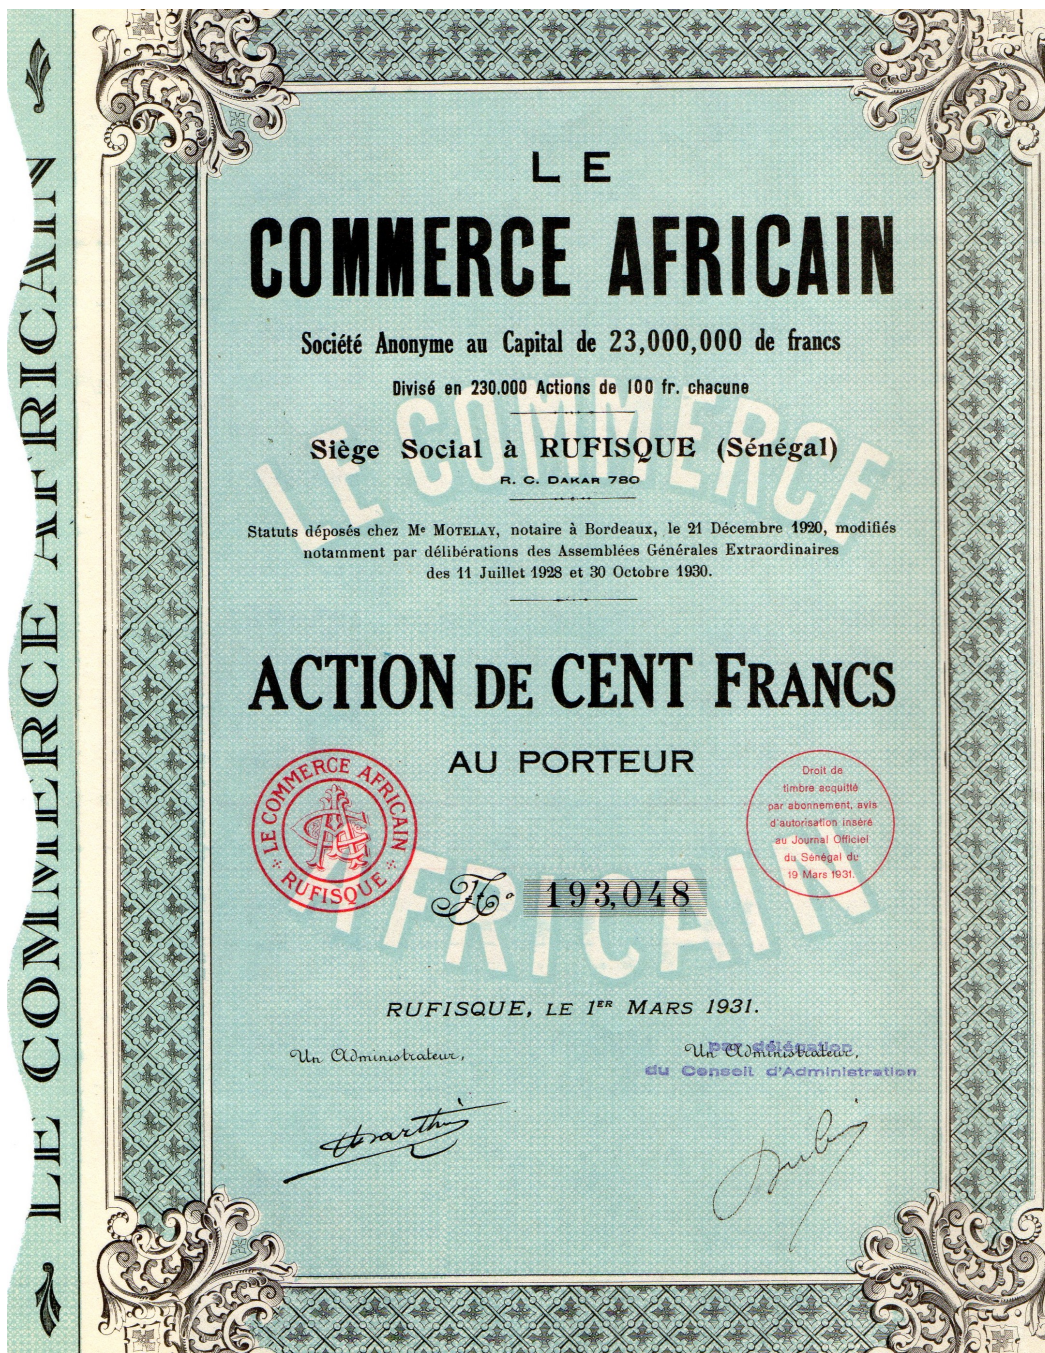 LE COMMERCE AFRICAIN
LE
COMMERCE AFRICAIN
Société Anonyme au Capital de 23,000,000 de francs
Divisé en 230.000 Actions de 100 fr. chacune
LE COMMERCE
Siège Social à RUFISQUE (Sénégal)
R. C. DAKAR 780
Statuts déposés chez Me MOTELAY, notaire à Bordeaux, le 21 Décembre 1920, modifiés
notamment par délibérations des Assemblées Générales Extraordinaires
des 11 Juillet 1928 et 30 Octobre 1930.
ACTION DE CENT FRANCS
AU PORTEUR
LE COMMERCE AFRICAIN
RUFISQUE
Droit de
timbre acquitté
par abonnement, avis
d'autorisation inséré
au Journal Officiel
du Sénégal du
19 Mars 1931.
AFRICAIN
No 193,048
RUFISQUE, LE 1ER MARS 1931.
Un Administrateur,
Un Administrateur,
par délégation
du Conseil d'Administration